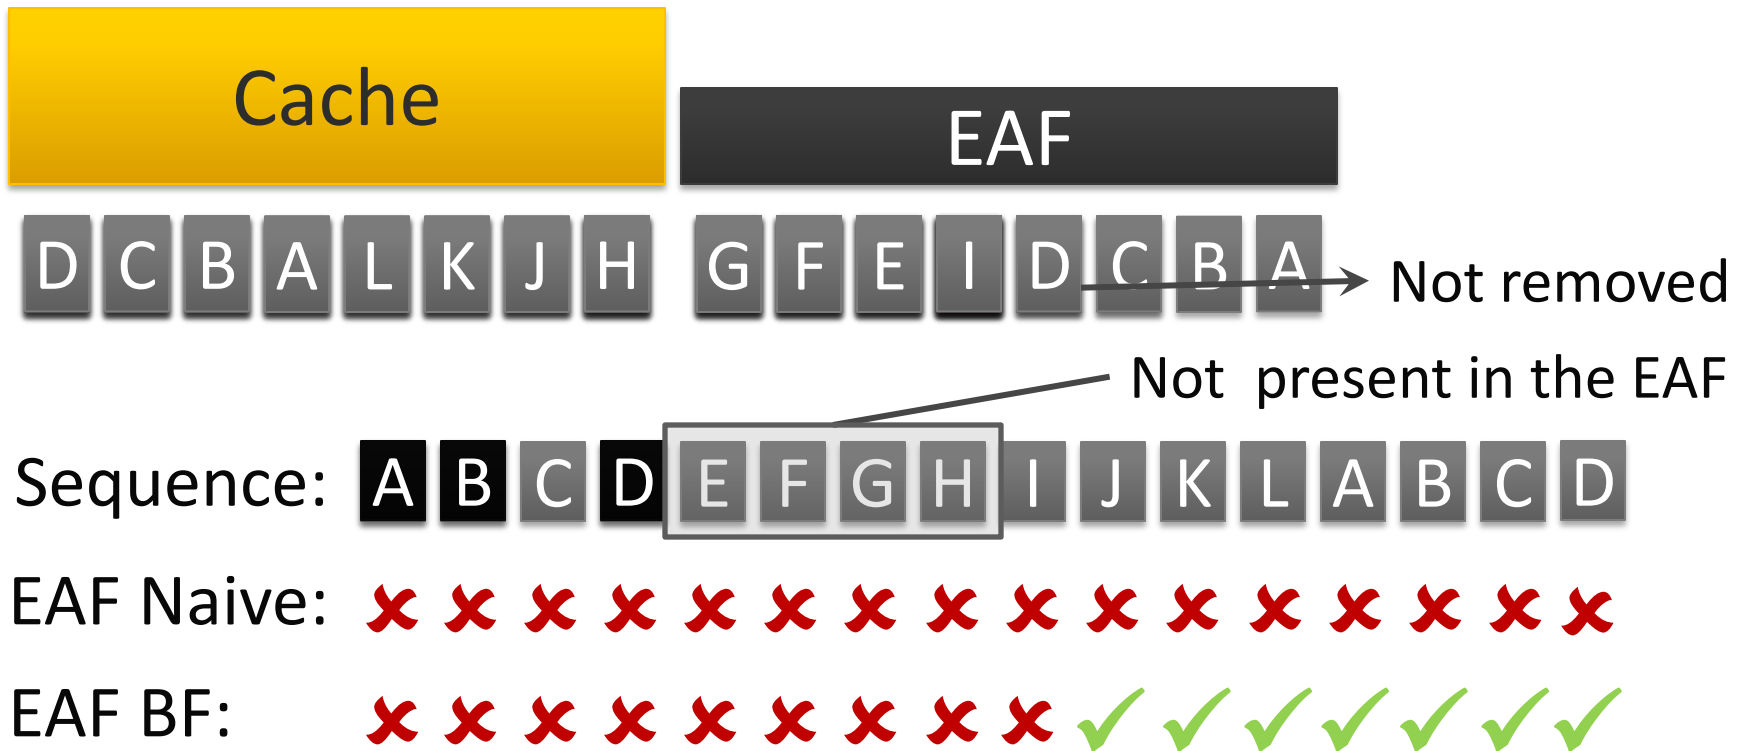 Cache
EAF
D C B A L K J H G F E I D C B A
Not removed
Not present in the EAF
Sequence: A B C D E F G H I J K L A B C D
EAF Naive:
EAF BF: